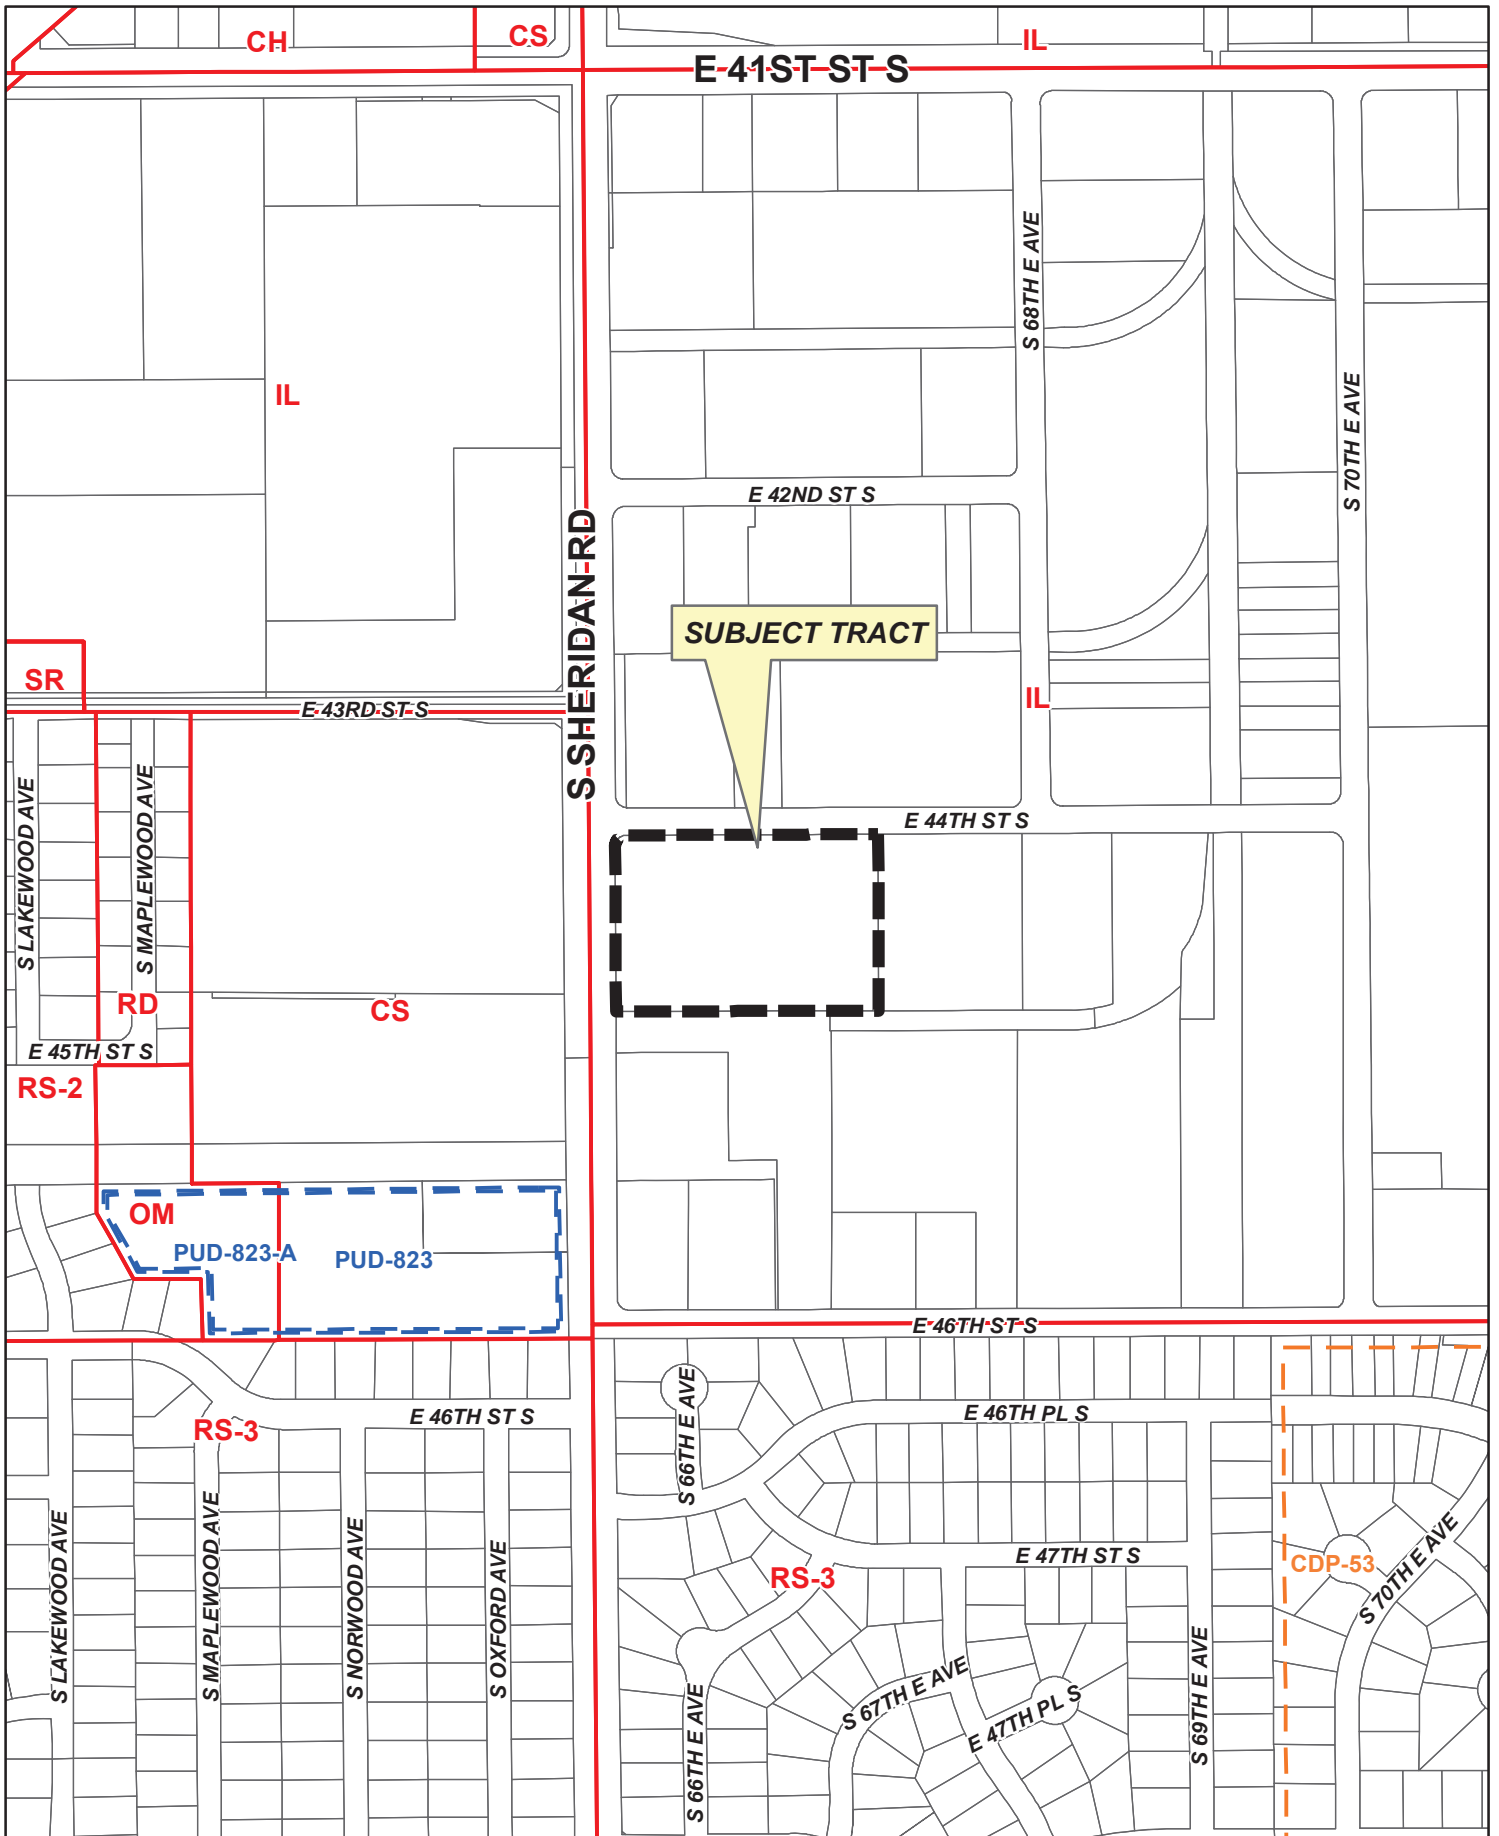 CH
CS
IL
E 41ST ST S
S 68TH E AVE
IL
S 70TH E AVE
E 42ND ST S
S SHERIDAN RD
SUBJECT TRACT
SR
IL
E 43RD ST S
S LAKEWOOD AVE
S MAPLEWOOD AVE
E 44TH ST S
RD
CS
E 45TH ST S
RS-2
OM
PUD-823-A
PUD-823
E 46TH ST S
S 66TH E AVE
E 46TH PL S
E 46TH ST S
RS-3
S LAKEWOOD AVE
S MAPLEWOOD AVE
S NORWOOD AVE
S OXFORD AVE
E 47TH ST S
CDP-53
S 70TH E AVE
RS-3
S 67TH E AVE
E 47TH PL S
S 69TH E AVE
S 66TH E AVE